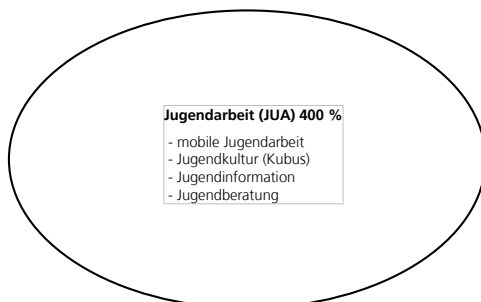 Jugendarbeit (JUA) 400 %
- mobile Jugendarbeit
- Jugendkultur (Kubus)
- Jugendinformation
- Jugendberatung